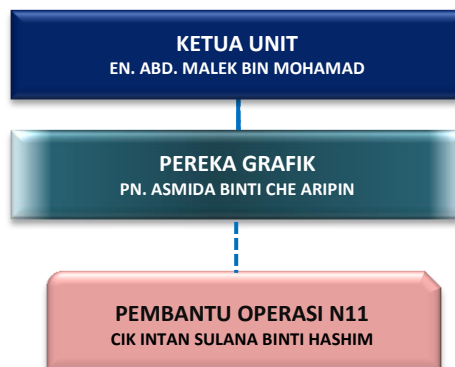 KETUA UNIT
EN. ABD. MALEK BIN MOHAMAD
PEREKA GRAFIK
PN. ASMIDA BINTI CHE ARIPIN
PEMBANTU OPERASI N11
CIK INTAN SULANA BINTI HASHIM